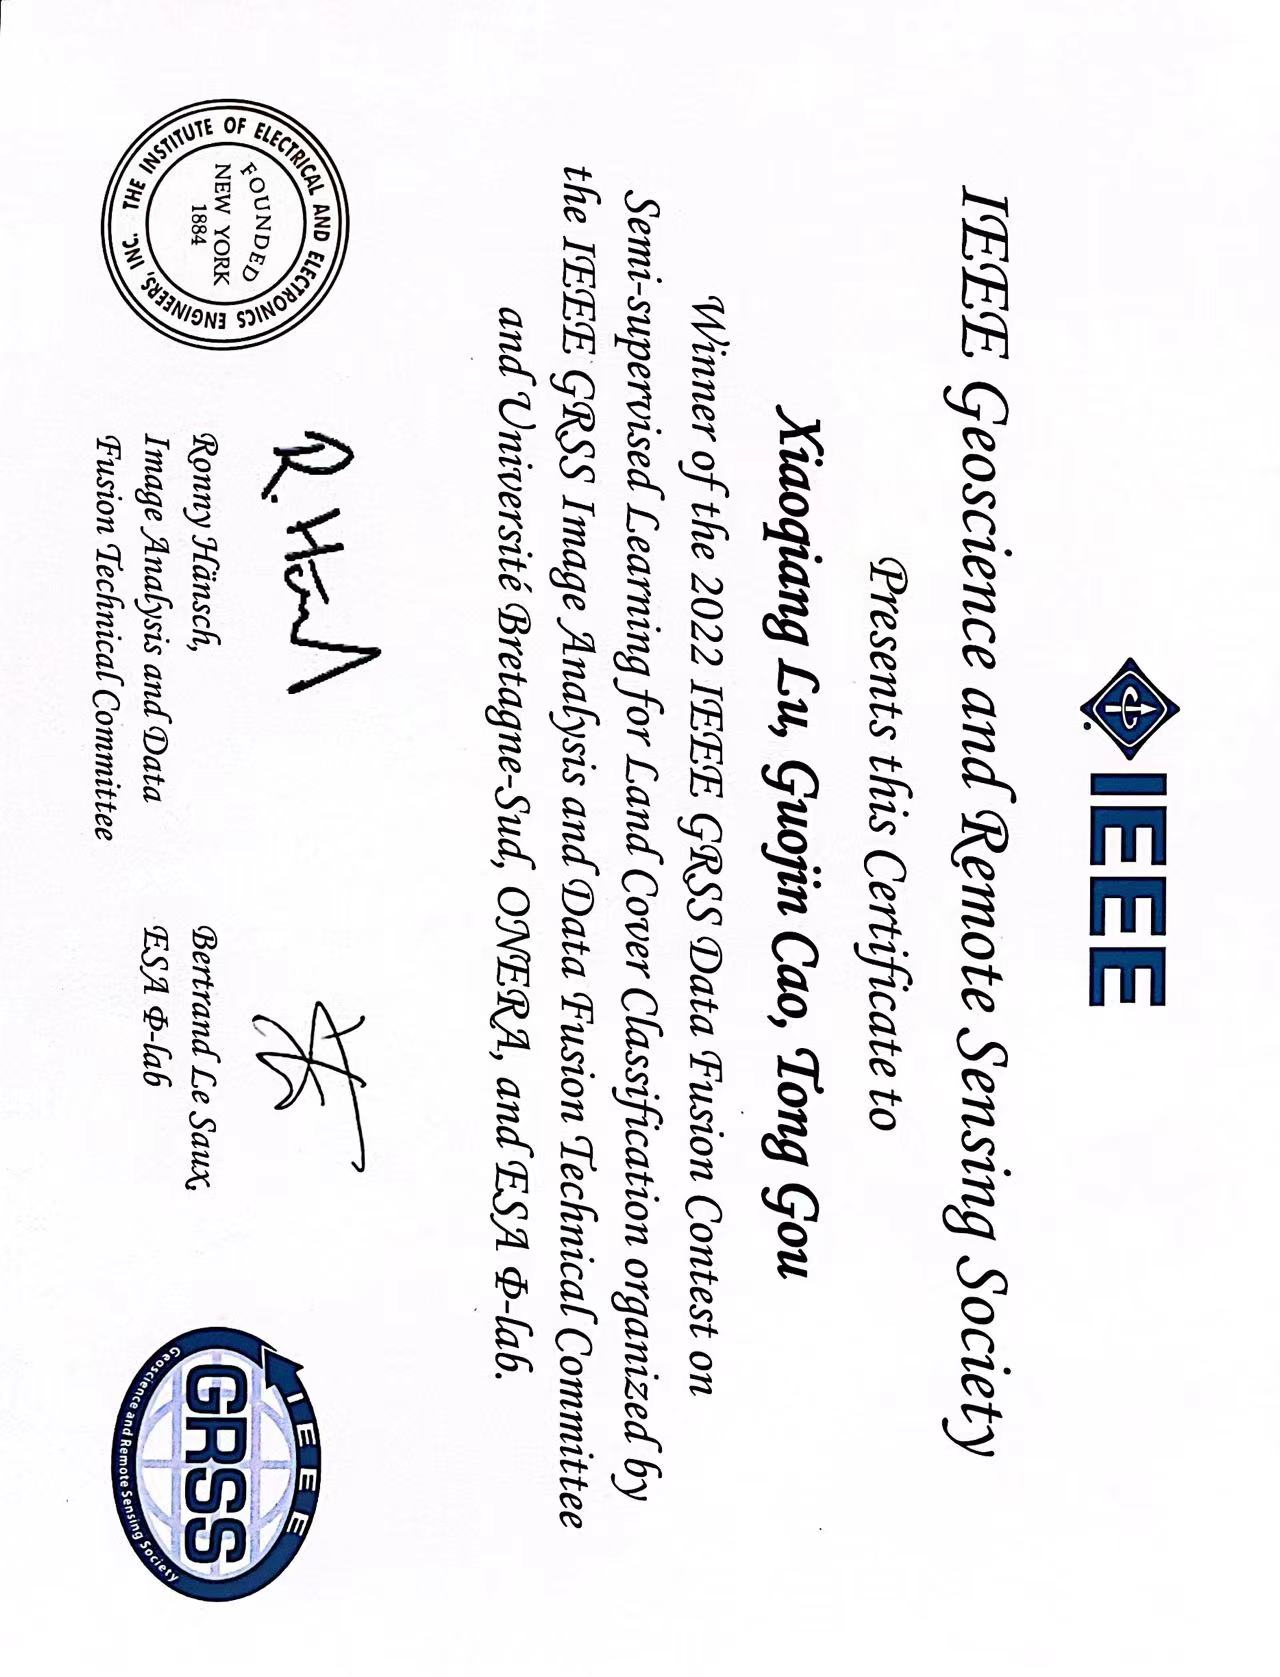 IEEE
IEEE Geoscience and Remote Sensing Society
Presents this Certificate to
Xiaoqiang Lu, Guojin Cao, Tong Gou
Winner of the 2022 IEEE GRSS Data Fusion Contest on
Semi-supervised Learning for Land Cover Classification organized by
the IEEE GRSS Image Analysis and Data Fusion Technical Committee
and Université Bretagne-Sud, ONERA, and ESA Φ-lab.
THE INSTITUTE OF ELECTRICAL AND ELECTRONICS ENGINEERS, INC.
FOUNDED
NEW YORK
1884
Ronny Hänsch,
Image Analysis and Data
Fusion Technical Committee
Bertrand Le Saux,
ESA Φ-lab
IEEE
GRSS
Geoscience and Remote Sensing Society